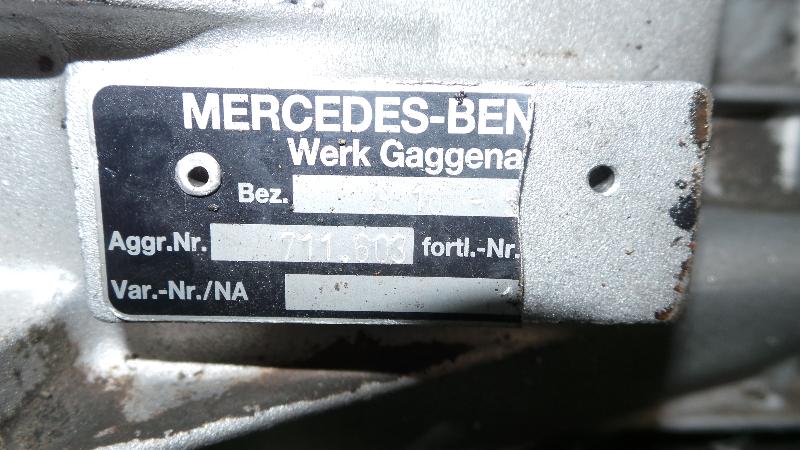 MERCEDES-BEN
Werk Gaggena
Bez.
Aggr.Nr. 711.603 fortl.-Nr.
Var.-Nr./NA